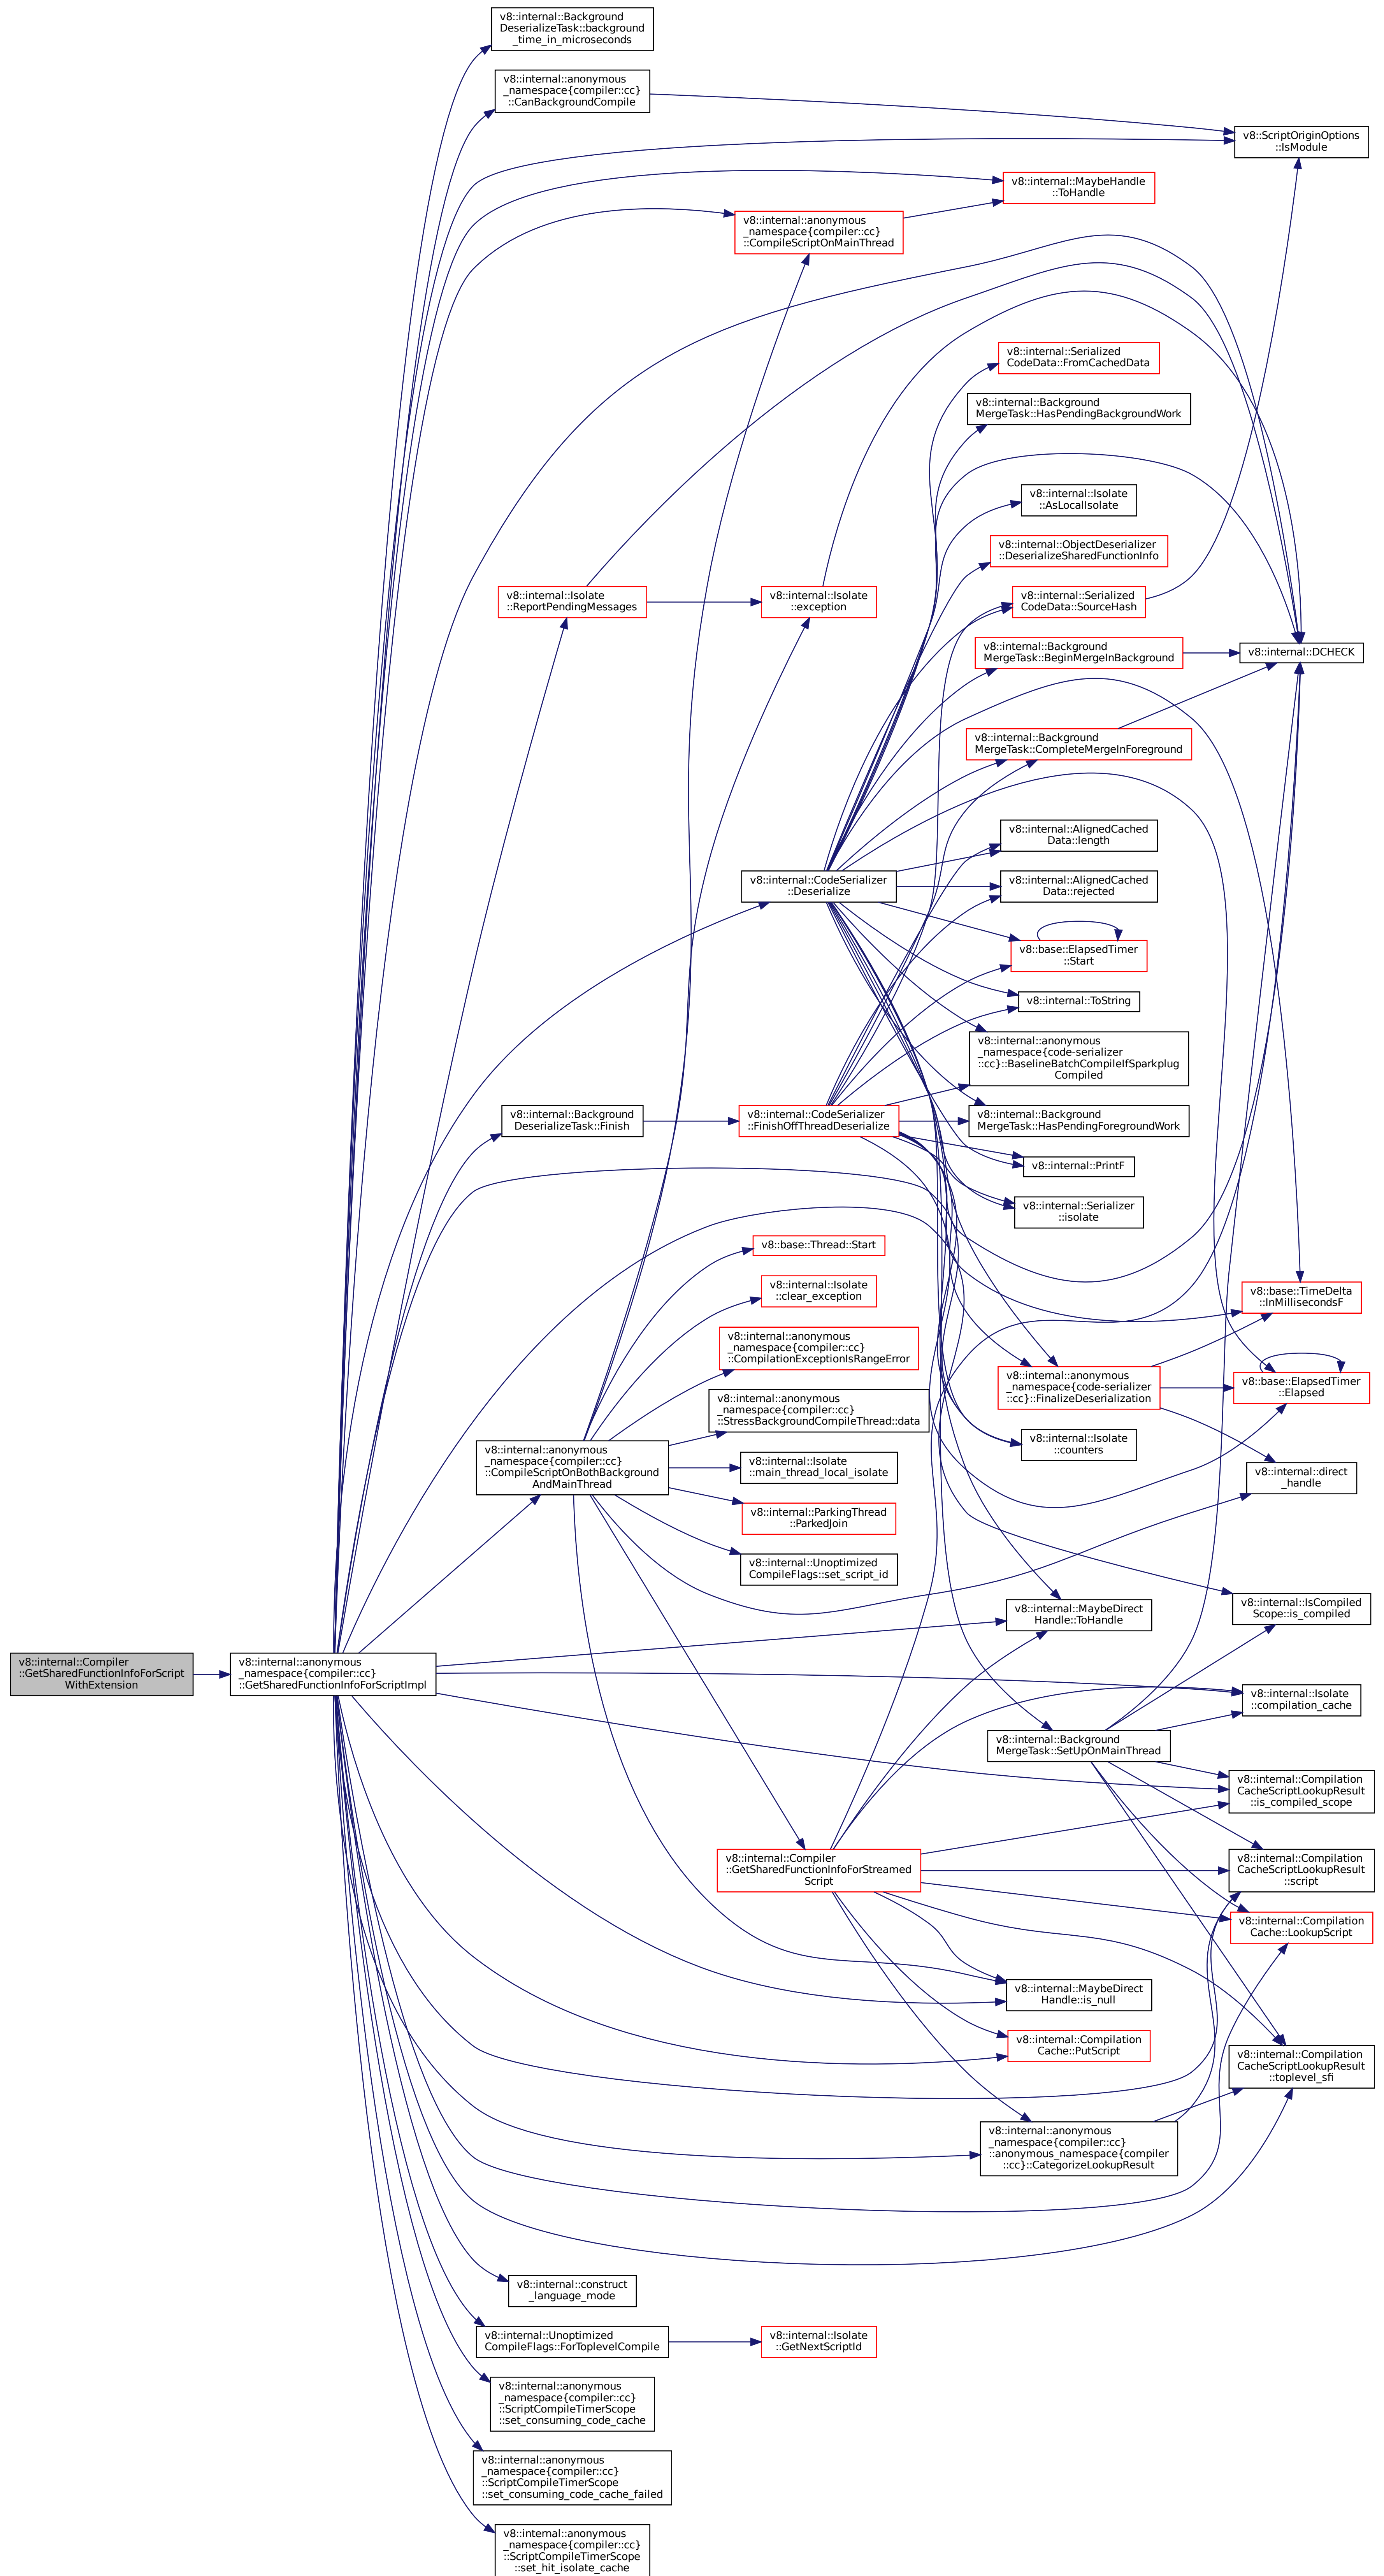 v8::internal::Background
DeserializeTask::background
_time_in_microseconds
v8::internal::anonymous
_namespace{compiler::cc}
::CanBackgroundCompile
v8::ScriptOriginOptions
::IsModule
v8::internal::MaybeHandle
::ToHandle
v8::internal::anonymous
_namespace{compiler::cc}
::CompileScriptOnMainThread
v8::internal::Serialized
CodeData::FromCachedData
v8::internal::Background
MergeTask::HasPendingBackgroundWork
v8::internal::Isolate
::AsLocalIsolate
v8::internal::ObjectDeserializer
::DeserializeSharedFunctionInfo
v8::internal::Isolate
::ReportPendingMessages
v8::internal::Isolate
::exception
v8::internal::Serialized
CodeData::SourceHash
v8::internal::Background
MergeTask::BeginMergeInBackground
v8::internal::DCHECK
v8::internal::Background
MergeTask::CompleteMergeInForeground
v8::internal::AlignedCached
Data::length
v8::internal::CodeSerializer
::Deserialize
v8::internal::AlignedCached
Data::rejected
v8::base::ElapsedTimer
::Start
v8::internal::ToString
v8::internal::anonymous
_namespace{code-serializer
::cc}::BaselineBatchCompileIfSparkplug
Compiled
v8::internal::Background
DeserializeTask::Finish
v8::internal::CodeSerializer
::FinishOffThreadDeserialize
v8::internal::Background
MergeTask::HasPendingForegroundWork
v8::internal::PrintF
v8::internal::Serializer
::isolate
v8::base::Thread::Start
v8::internal::Isolate
::clear_exception
v8::base::TimeDelta
::InMillisecondsF
v8::internal::anonymous
_namespace{compiler::cc}
::CompilationExceptionIsRangeError
v8::internal::anonymous
_namespace{code-serializer
::cc}::FinalizeDeserialization
v8::base::ElapsedTimer
::Elapsed
v8::internal::anonymous
_namespace{compiler::cc}
::StressBackgroundCompileThread::data
v8::internal::Isolate
::counters
v8::internal::anonymous
_namespace{compiler::cc}
::CompileScriptOnBothBackground
AndMainThread
v8::internal::Isolate
::main_thread_local_isolate
v8::internal::direct
_handle
v8::internal::ParkingThread
::ParkedJoin
v8::internal::Unoptimized
CompileFlags::set_script_id
v8::internal::MaybeDirect
Handle::ToHandle
v8::internal::IsCompiled
Scope::is_compiled
v8::internal::Compiler
::GetSharedFunctionInfoForScript
WithExtension
v8::internal::anonymous
_namespace{compiler::cc}
::GetSharedFunctionInfoForScriptImpl
v8::internal::Isolate
::compilation_cache
v8::internal::Background
MergeTask::SetUpOnMainThread
v8::internal::Compilation
CacheScriptLookupResult
::is_compiled_scope
v8::internal::Compiler
::GetSharedFunctionInfoForStreamed
Script
v8::internal::Compilation
CacheScriptLookupResult
::script
v8::internal::Compilation
Cache::LookupScript
v8::internal::MaybeDirect
Handle::is_null
v8::internal::Compilation
Cache::PutScript
v8::internal::Compilation
CacheScriptLookupResult
::toplevel_sfi
v8::internal::anonymous
_namespace{compiler::cc}
::anonymous_namespace{compiler
::cc}::CategorizeLookupResult
v8::internal::construct
_language_mode
v8::internal::Unoptimized
CompileFlags::ForToplevelCompile
v8::internal::Isolate
::GetNextScriptId
v8::internal::anonymous
_namespace{compiler::cc}
::ScriptCompileTimerScope
::set_consuming_code_cache
v8::internal::anonymous
_namespace{compiler::cc}
::ScriptCompileTimerScope
::set_consuming_code_cache_failed
v8::internal::anonymous
_namespace{compiler::cc}
::ScriptCompileTimerScope
::set_hit_isolate_cache